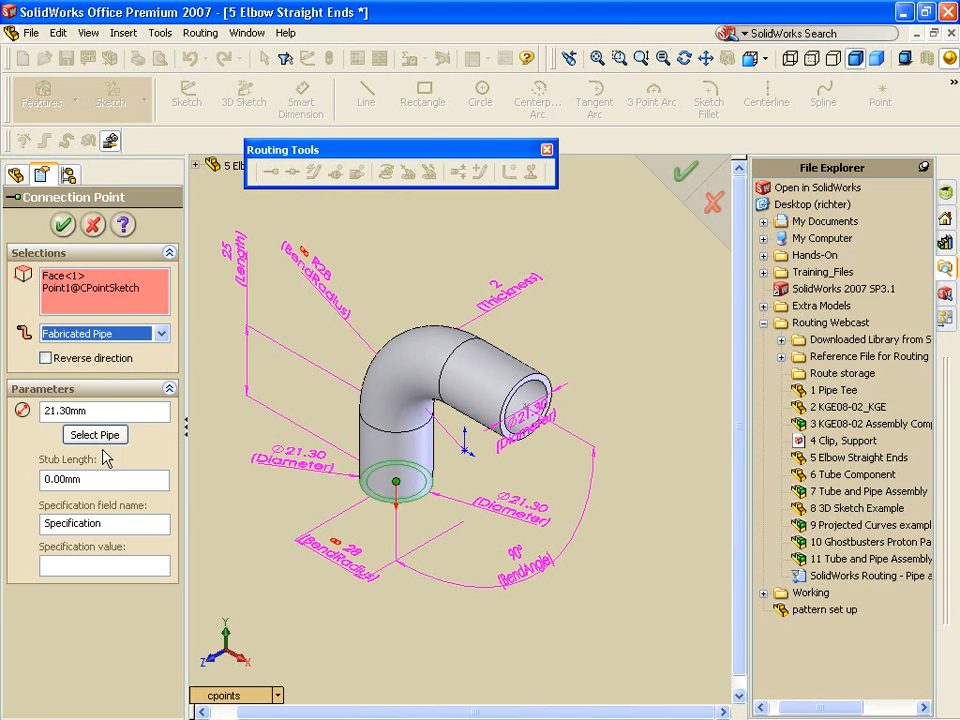 SolidWorks Office Premium 2007 - [5 Elbow Straight Ends *]
File Edit View Insert Tools Routing Window Help
SolidWorks Search
Features Sketch Sketch 3D Sketch Smart Dimension Line Rectangle Circle Centerp... Arc Tangent Arc 3 Point Arc Sketch Fillet Centerline Spline Point
Routing Tools
5 Elb
Connection Point
Selections
Face<1>
Point1@CPointSketch
Fabricated Pipe
Reverse direction
Parameters
21.30mm
Select Pipe
Stub Length:
0.00mm
Specification field name:
Specification
Specification value:
25
(Length)
R28
(BendRadius)
2
(Thickness)
Ø21.30
(Diameter)
Ø21.30
(Diameter)
Ø21.30
(Diameter)
28
(BendRadius)
90°
(BendAngle)
Y
X
Z
cpoints
File Explorer
Open in SolidWorks
Desktop (richter)
My Documents
My Computer
Hands-On
Training_Files
SolidWorks 2007 SP3.1
Extra Models
Routing Webcast
Downloaded Library from S
Reference File for Routing
Route storage
1 Pipe Tee
2 KGE08-02_KGE
3 KGE08-02 Assembly Com
4 Clip, Support
5 Elbow Straight Ends
6 Tube Component
7 Tube and Pipe Assembly
8 3D Sketch Example
9 Projected Curves examp
10 Ghostbusters Proton Pa
11 Tube and Pipe Assembly
SolidWorks Routing - Pipe a
Working
pattern set up